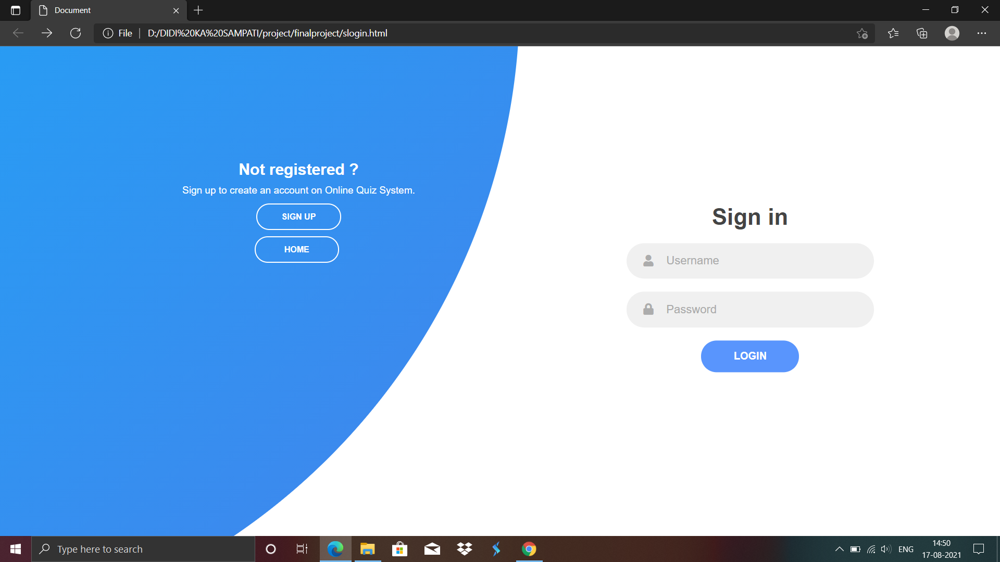 Document
File
D:/DIDI%20KA%20SAMPATI/project/finalproject/slogin.html
Not registered ?
Sign up to create an account on Online Quiz System.
SIGN UP
HOME
Sign in
Username
Password
LOGIN
Type here to search
ENG
14:50
17-08-2021